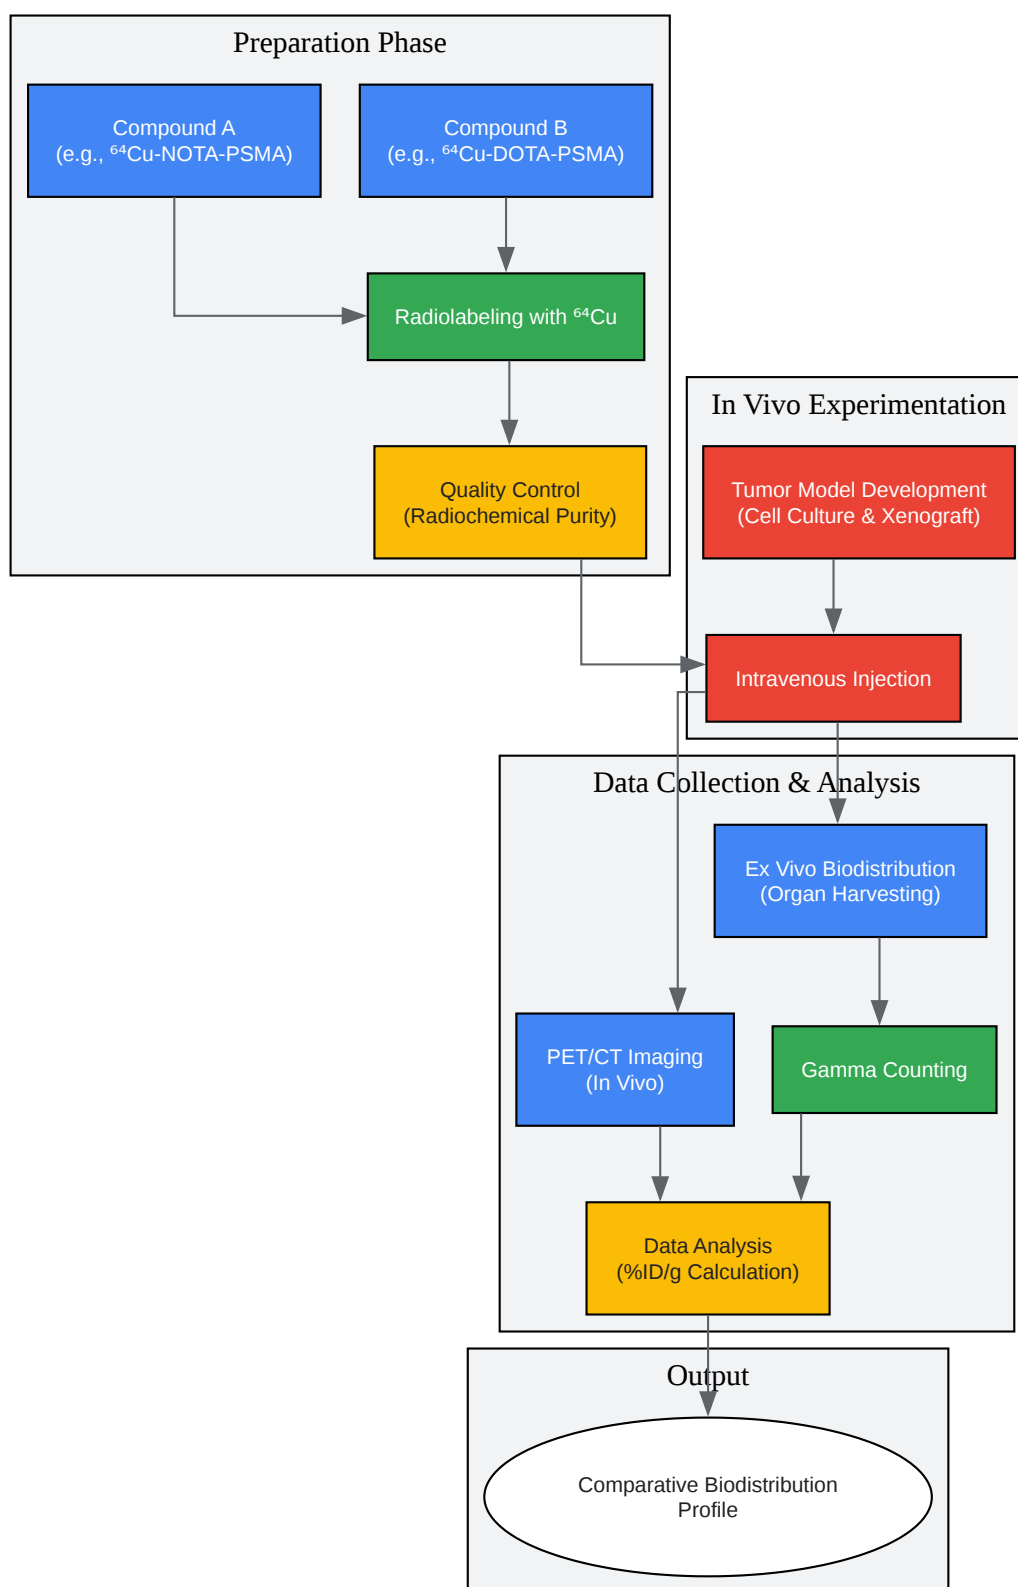 Preparation Phase
Compound A
(e.g., ⁶⁴Cu-NOTA-PSMA)
Compound B
(e.g., ⁶⁴Cu-DOTA-PSMA)
Radiolabeling with ⁶⁴Cu
Quality Control
(Radiochemical Purity)
In Vivo Experimentation
Tumor Model Development
(Cell Culture & Xenograft)
Intravenous Injection
Data Collection & Analysis
Ex Vivo Biodistribution
(Organ Harvesting)
PET/CT Imaging
(In Vivo)
Gamma Counting
Data Analysis
(%ID/g Calculation)
Output
Comparative Biodistribution
Profile